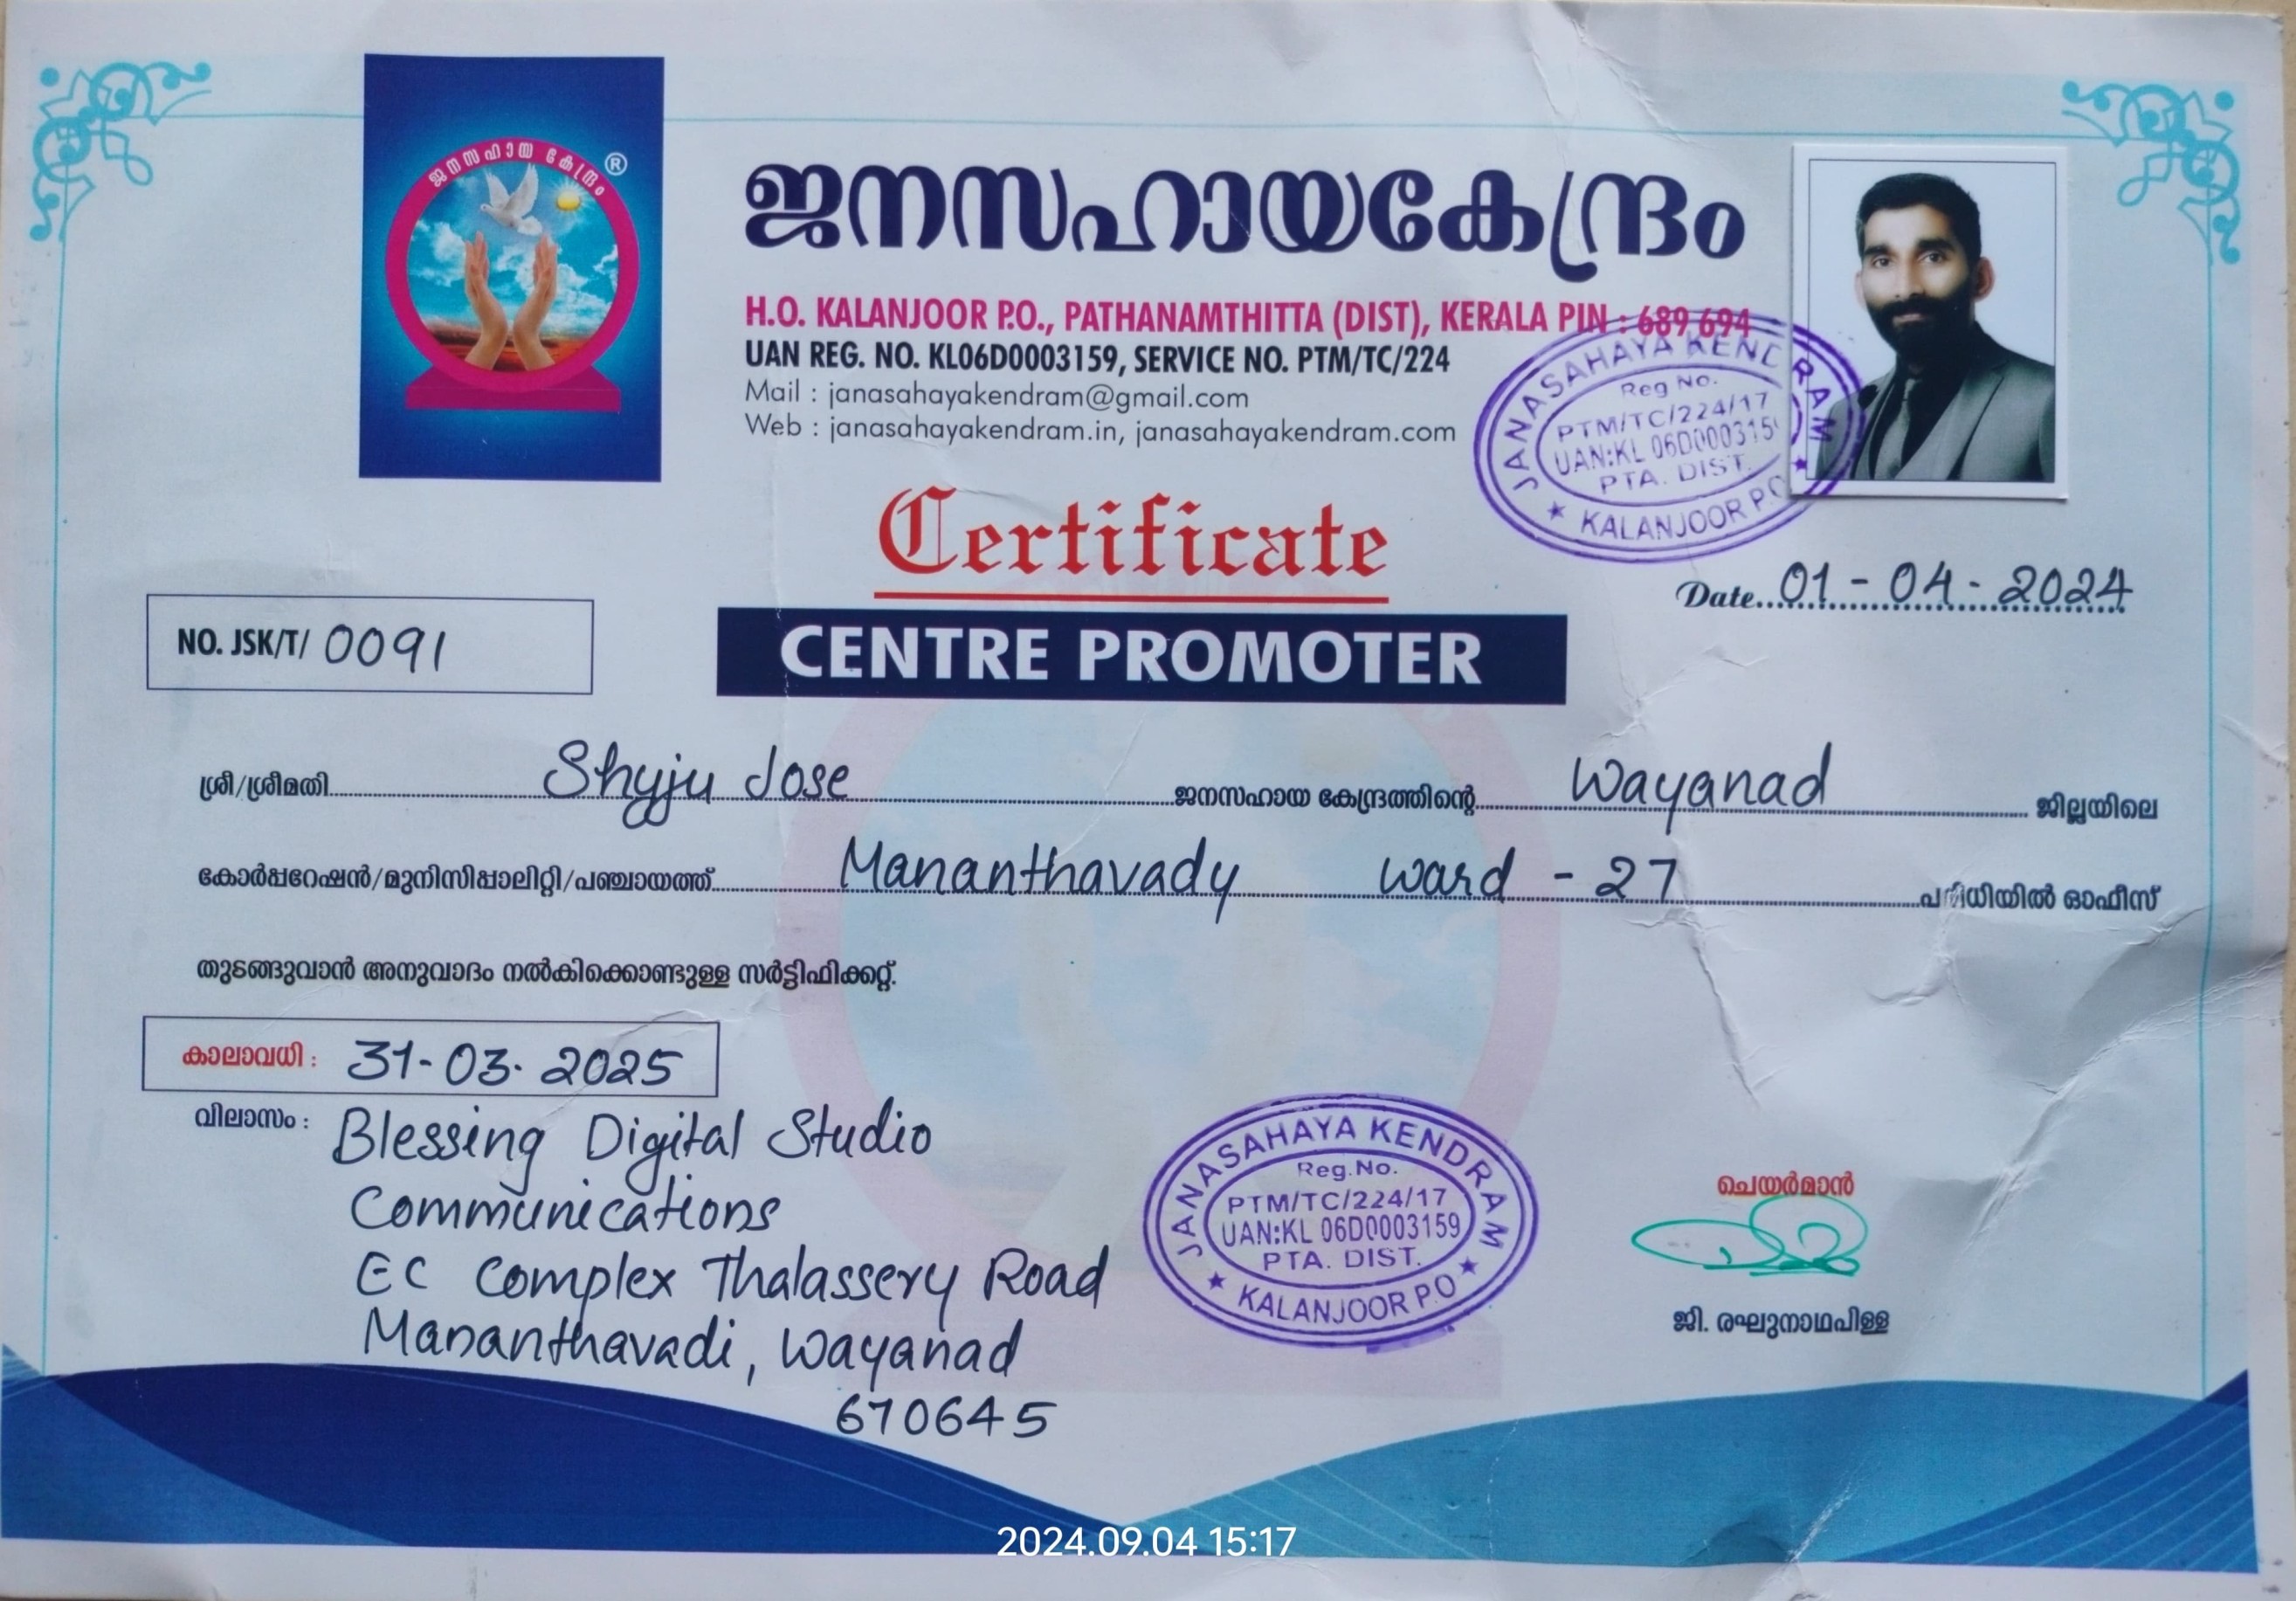 ജനസഹായ കേന്ദ്രം ®
ജനസഹായകേന്ദ്രം
H.O. KALANJOOR P.O., PATHANAMTHITTA (DIST), KERALA PIN : 689 694
UAN REG. NO. KL06D0003159, SERVICE NO. PTM/TC/224
Mail : janasahayakendram@gmail.com
Web : janasahayakendram.in, janasahayakendram.com
JANASAHAYA KENDRAM
Reg No.
PTM/TC/224/17
UAN:KL 06D000315
PTA. DIST.
★ KALANJOOR P.O ★
Certificate
Date...01-04-2024
NO. JSK/T/ 0091
CENTRE PROMOTER
ശ്രീ/ശ്രീമതി Shyju Jose ജനസഹായ കേന്ദ്രത്തിന്റെ Wayanad ജില്ലയിലെ
കോർപ്പറേഷൻ/മുനിസിപ്പാലിറ്റി/പഞ്ചായത്ത് Mananthavady ward - 27 പരിധിയിൽ ഓഫീസ്
തുടങ്ങുവാൻ അനുവാദം നൽകിക്കൊണ്ടുള്ള സർട്ടിഫിക്കറ്റ്.
കാലാവധി : 31-03-2025
വിലാസം : Blessing Digital Studio
Communications
EC Complex Thalassery Road
Mananthavadi, Wayanad
670645
JANASAHAYA KENDRAM
Reg.No.
PTM/TC/224/17
UAN:KL 06D0003159
PTA. DIST.
★ KALANJOOR P.O ★
ചെയർമാൻ
ജി. രഘുനാഥപിള്ള
2024.09.04 15:17